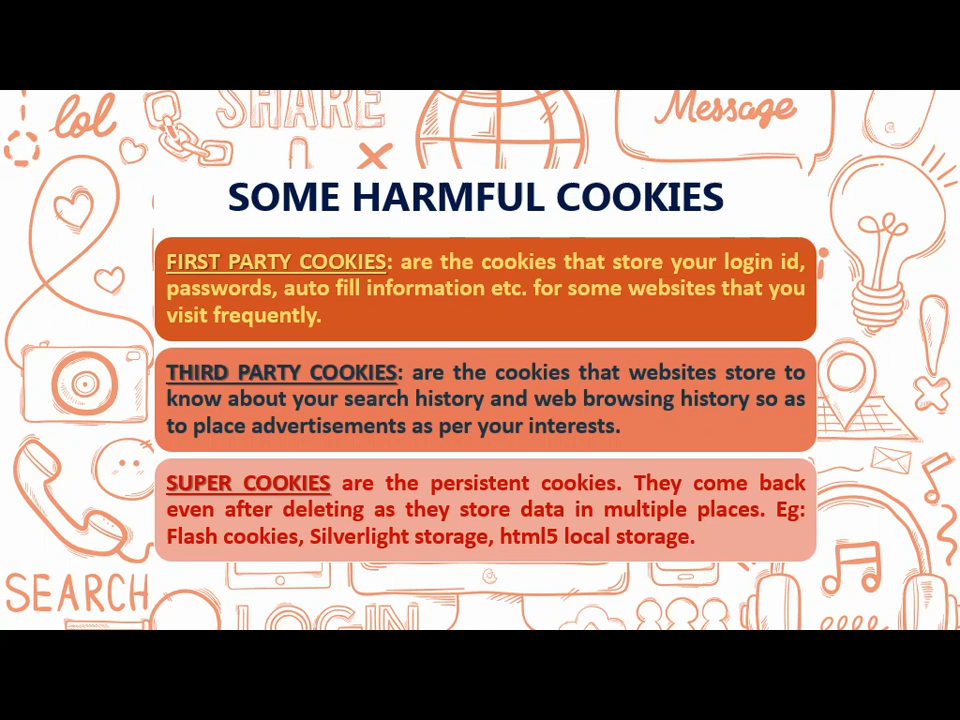 lol
SHARE
Message
SOME HARMFUL COOKIES
FIRST PARTY COOKIES: are the cookies that store your login id,
passwords, auto fill information etc. for some websites that you
visit frequently.
THIRD PARTY COOKIES: are the cookies that websites store to
know about your search history and web browsing history so as
to place advertisements as per your interests.
SUPER COOKIES are the persistent cookies. They come back
even after deleting as they store data in multiple places. Eg:
Flash cookies, Silverlight storage, html5 local storage.
SEARCH
LOGIN